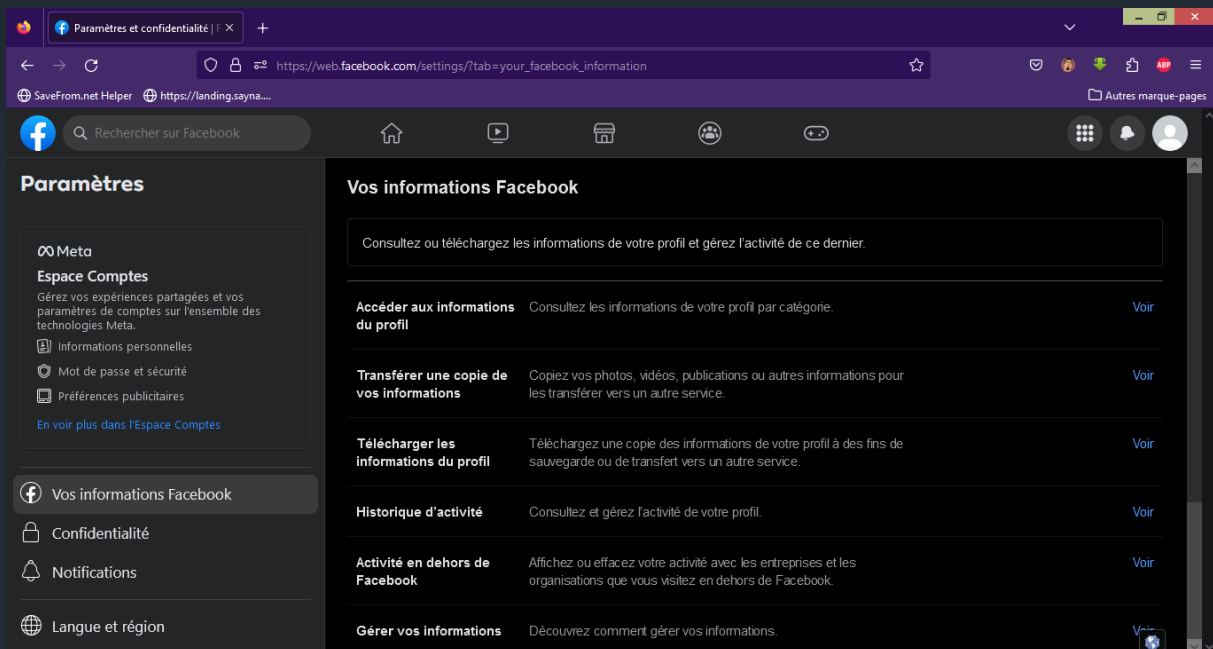 Paramètres et confidentialité | F
https://web.facebook.com/settings/?tab=your_facebook_information
ABP
SaveFrom.net Helper
https://landing.sayna....
Autres marque-pages
Rechercher sur Facebook
Paramètres
Meta
Espace Comptes
Gérez vos expériences partagées et vos
paramètres de comptes sur l'ensemble des
technologies Meta.
Informations personnelles
Mot de passe et sécurité
Préférences publicitaires
En voir plus dans l'Espace Comptes
Vos informations Facebook
Confidentialité
Notifications
Langue et région
Vos informations Facebook
Consultez ou téléchargez les informations de votre profil et gérez l'activité de ce dernier.
Accéder aux informations
du profil
Consultez les informations de votre profil par catégorie.
Voir
Transférer une copie de
vos informations
Copiez vos photos, vidéos, publications ou autres informations pour
les transférer vers un autre service.
Voir
Télécharger les
informations du profil
Téléchargez une copie des informations de votre profil à des fins de
sauvegarde ou de transfert vers un autre service.
Voir
Historique d'activité
Consultez et gérez l'activité de votre profil.
Voir
Activité en dehors de
Facebook
Affichez ou effacez votre activité avec les entreprises et les
organisations que vous visitez en dehors de Facebook.
Voir
Gérer vos informations
Découvrez comment gérer vos informations.
Voir